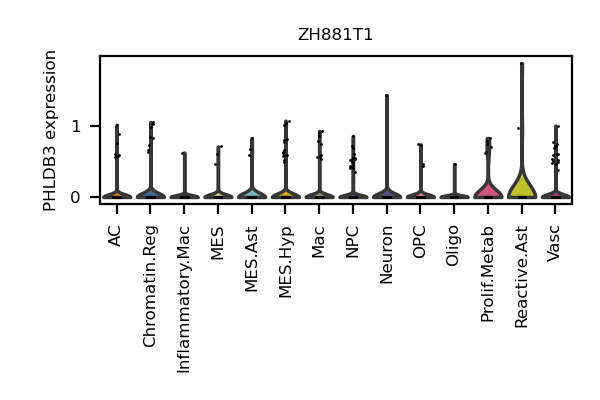 ZH881T1
PHLDB3 expression
1
0
AC
Chromatin.Reg
Inflammatory.Mac
MES
MES.Ast
MES.Hyp
Mac
NPC
Neuron
OPC
Oligo
Prolif.Metab
Reactive.Ast
Vasc